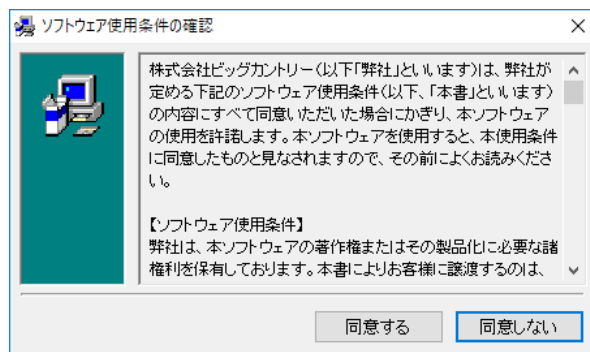 ソフトウェア使用条件の確認
株式会社ビッグカントリー(以下「弊社」といいます)は、弊社が
定める下記のソフトウェア使用条件(以下、「本書」といいます)
の内容にすべて同意いただいた場合にかぎり、本ソフトウェア
の使用を許諾します。本ソフトウェアを使用すると、本使用条件
に同意したものと見なされますので、その前によくお読みくださ
い。
【ソフトウェア使用条件】
弊社は、本ソフトウェアの著作権またはその製品化に必要な諸
権利を保有しております。本書によりお客様に譲渡するのは、
同意する
同意しない